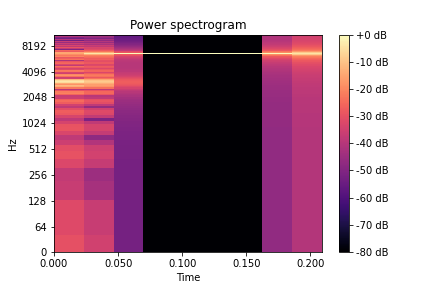 Power spectrogram
Hz
8192
4096
2048
1024
512
256
128
64
0
0.000
0.050
0.100
0.150
0.200
Time
+0 dB
-10 dB
-20 dB
-30 dB
-40 dB
-50 dB
-60 dB
-70 dB
-80 dB